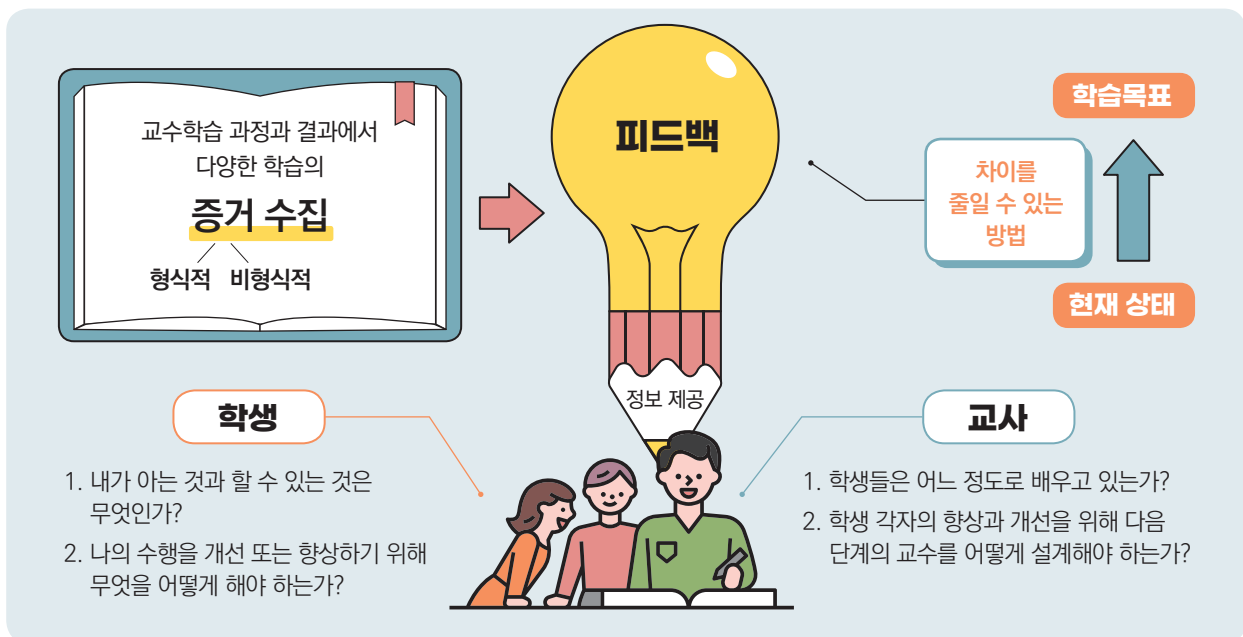 교수학습 과정과 결과에서
다양한 학습의
증거 수집
형식적 비형식적
피드백
정보 제공
학습목표
차이를
줄일 수 있는
방법
현재 상태
학생
1. 내가 아는 것과 할 수 있는 것은
무엇인가?
2. 나의 수행을 개선 또는 향상하기 위해
무엇을 어떻게 해야 하는가?
교사
1. 학생들은 어느 정도로 배우고 있는가?
2. 학생 각자의 향상과 개선을 위해 다음
단계의 교수를 어떻게 설계해야 하는가?